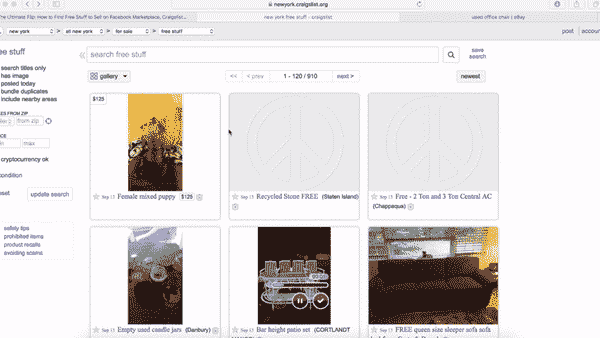 newyork.craigslist.org
The Ultimate Flip: How to Find Free Stuff to Sell on Facebook Marketplace, Craigslist...
new york free stuff - craigslist
used office chair / | eBay
new york > all new york > for sale > free stuff
post
accoun
ee stuff
search free stuff
save
search
search titles only
has image
posted today
bundle duplicates
include nearby areas
gallery
<< < prev 1 - 120 / 910 next >
newest
ES FROM ZIP
from zip
max
cryptocurrency ok
ondition
eset
update search
safety tips
prohibited items
product recalls
avoiding scams
$125
Sep 15 Female mixed puppy $125
Sep 15 Recycled Stone FREE (Staten Island)
Sep 15 Free - 2 Ton and 3 Ton Central AC
(Chappaqua)
Sep 15 Empty used candle jars (Danbury)
Sep 15 Bar height patio set (CORTLANDT
Sep 15 FREE queen size sleeper sofa sofa